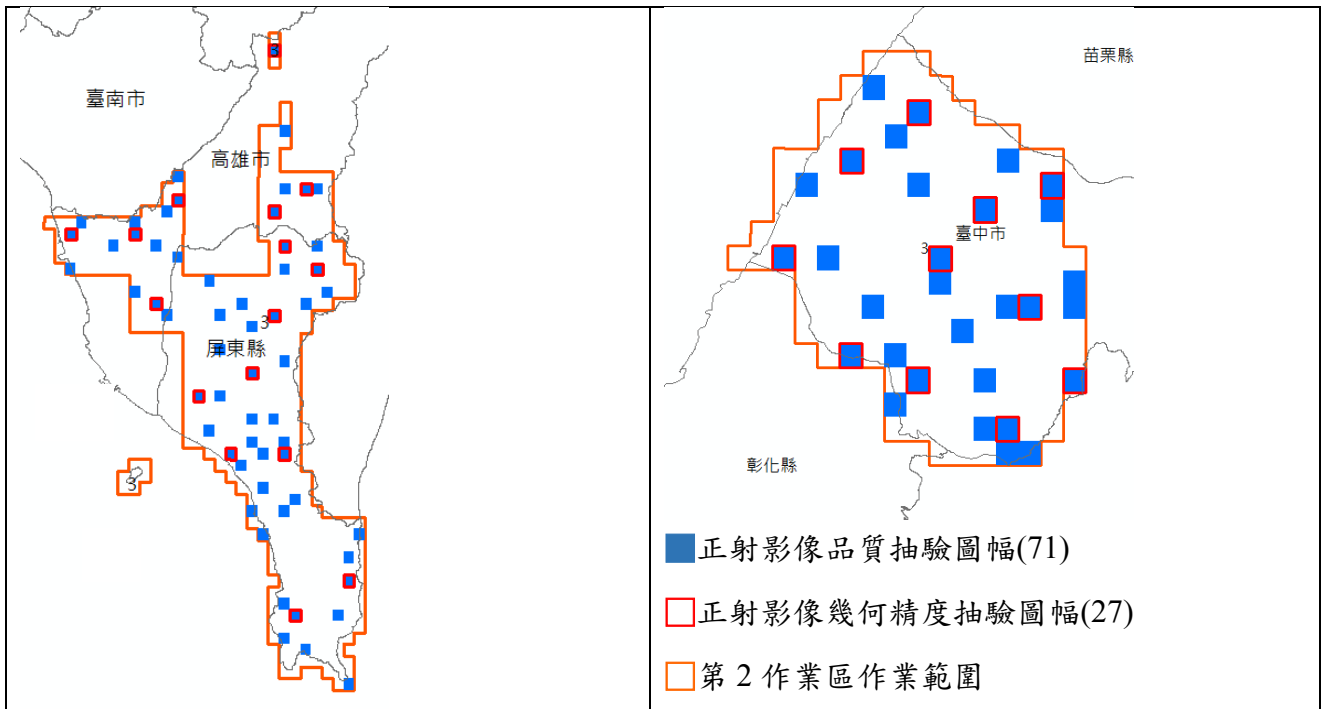 3
臺南市
高雄市
3
屏東縣
3
苗栗縣
臺中市
3
彰化縣
正射影像品質抽驗圖幅(71)
正射影像幾何精度抽驗圖幅(27)
第 2 作業區作業範圍